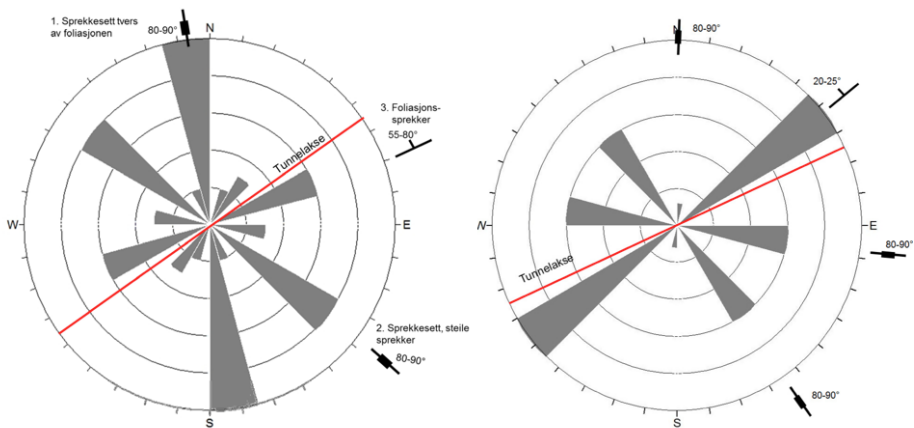 1. Sprekkesett tvers
av foliasjonen
80-90°
N
3. Foliasjons-
sprekker
55-80°
Tunnelakse
W
E
2. Sprekkesett, steile
sprekker
80-90°
S
N
80-90°
20-25°
W
E
80-90°
Tunnelakse
80-90°
S